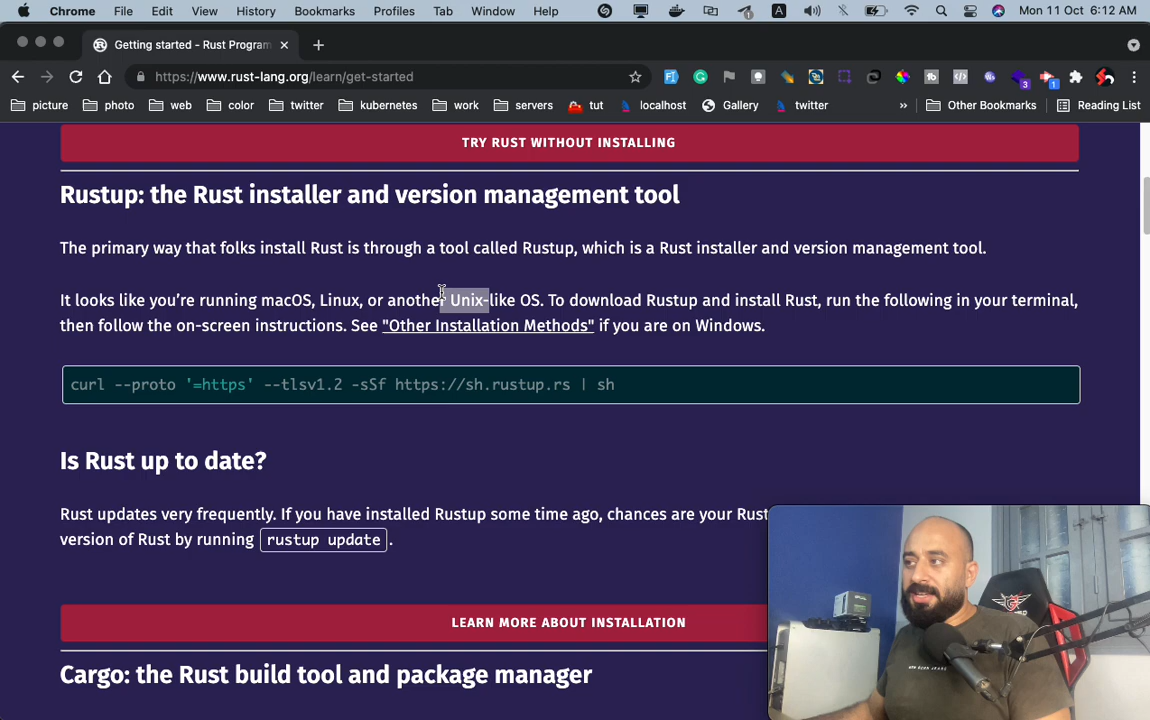 Chrome File Edit View History Bookmarks Profiles Tab Window Help A Mon 11 Oct 6:12 AM
Getting started - Rust Program
https://www.rust-lang.org/learn/get-started
picture photo web color twitter kubernetes work servers tut localhost Gallery twitter » Other Bookmarks Reading List
TRY RUST WITHOUT INSTALLING
Rustup: the Rust installer and version management tool
The primary way that folks install Rust is through a tool called Rustup, which is a Rust installer and version management tool.
It looks like you're running macOS, Linux, or another Unix-like OS. To download Rustup and install Rust, run the following in your terminal,
then follow the on-screen instructions. See "Other Installation Methods" if you are on Windows.
curl --proto '=https' --tlsv1.2 -sSf https://sh.rustup.rs | sh
Is Rust up to date?
Rust updates very frequently. If you have installed Rustup some time ago, chances are your Rust
version of Rust by running rustup update.
LEARN MORE ABOUT INSTALLATION
Cargo: the Rust build tool and package manager